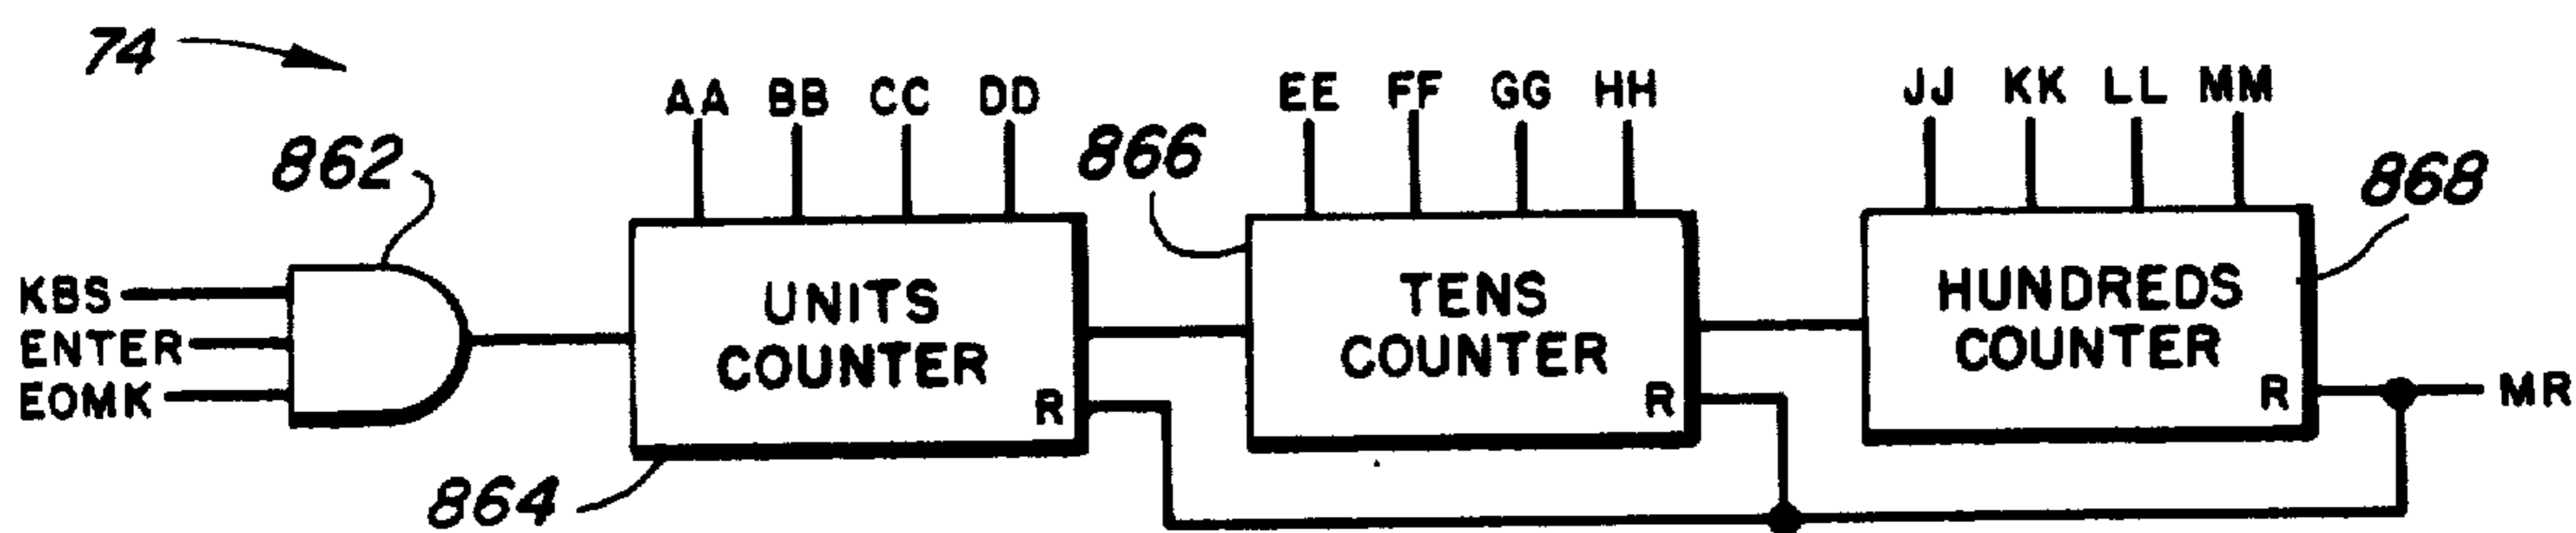 74
AA BB CC DD
EE FF GG HH
JJ KK LL MM
862
866
868
KBS
ENTER
EOMK
UNITS
COUNTER
R
TENS
COUNTER
R
HUNDREDS
COUNTER
R
MR
864